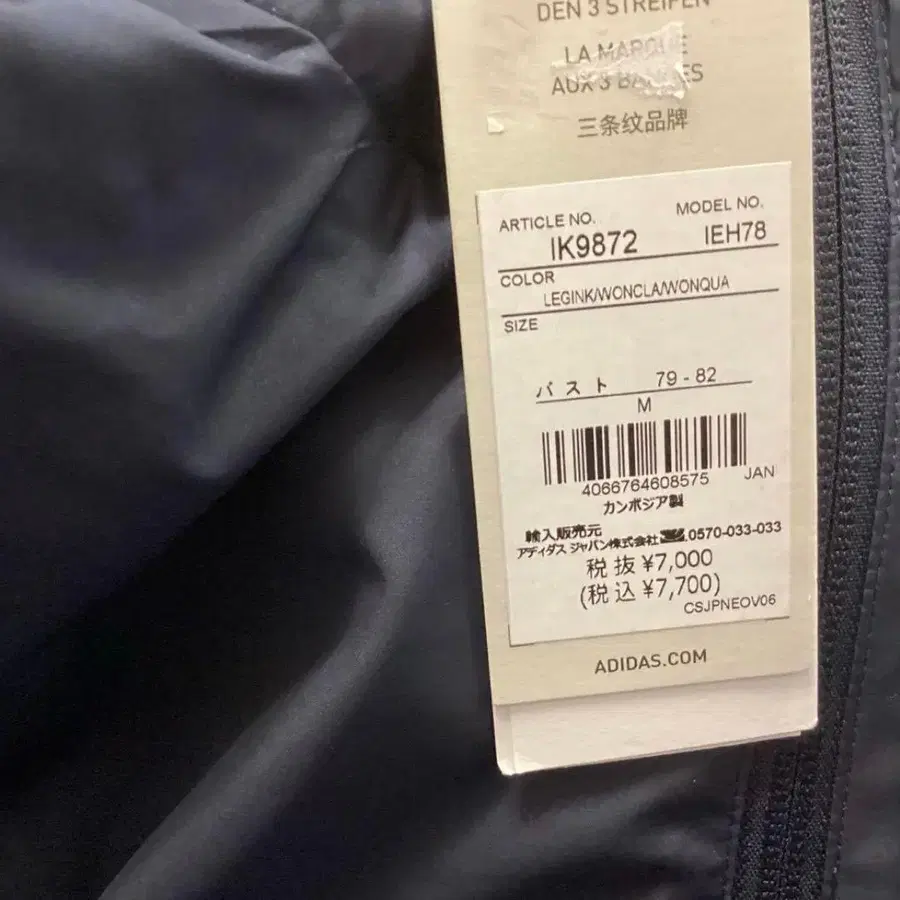 DEN 3 STREIFEN
LA MARQUE
AUX 3 BANDES
三条纹品牌
ARTICLE NO. MODEL NO.
IK9872 IEH78
COLOR
LEGINK/WONCLA/WONQUA
SIZE
バスト 79 - 82
M
4066764608575 JAN
カンボジア製
輸入販売元
アディダス ジャパン株式会社 0570-033-033
税抜 ¥7,000
(税込 ¥7,700)
CSJPNEOV06
ADIDAS.COM